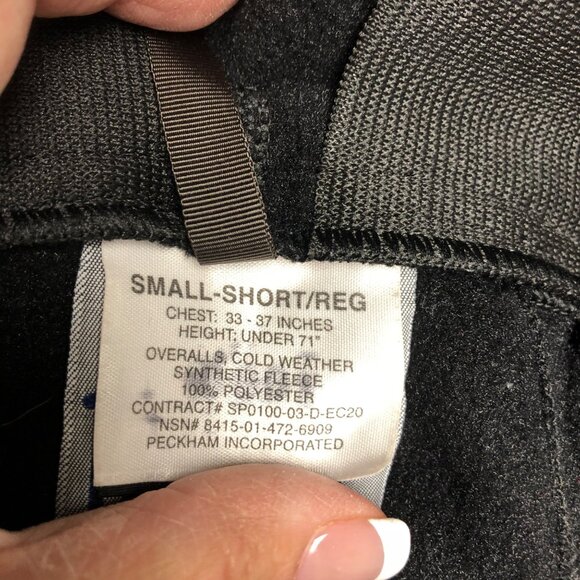 SMALL-SHORT/REG
CHEST: 33 - 37 INCHES
HEIGHT: UNDER 71"
OVERALLS, COLD WEATHER
SYNTHETIC FLEECE
100% POLYESTER
CONTRACT# SP0100-03-D-EC20
NSN# 8415-01-472-6909
PECKHAM INCORPORATED